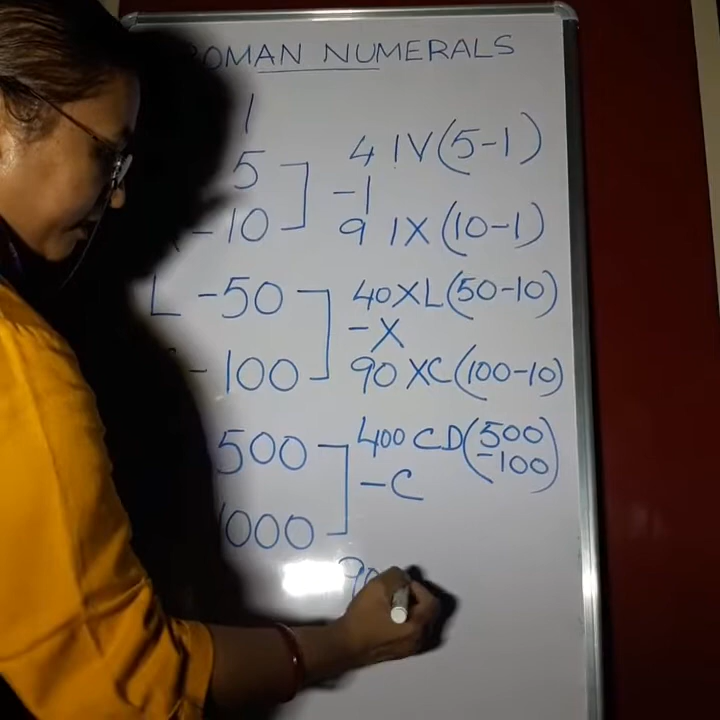 ROMAN NUMERALS
1
5
4 IV (5-1)
-1
-10
9 IX (10-1)
L -50
40 XL (50-10)
-X
-100
90 XC (100-10)
500
400 CD (500
-100)
-C
1000
90